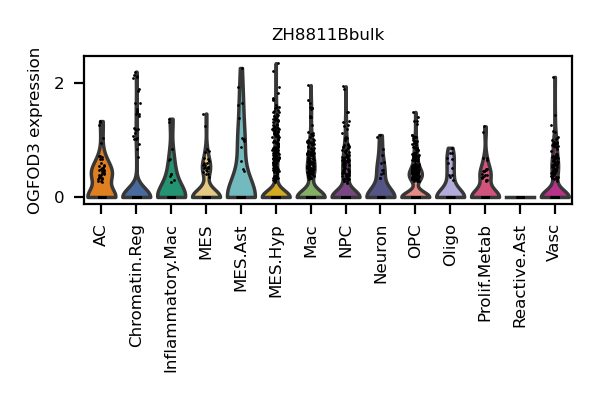 ZH8811Bbulk
OGFOD3 expression
2
0
AC
Chromatin.Reg
Inflammatory.Mac
MES
MES.Ast
MES.Hyp
Mac
NPC
Neuron
OPC
Oligo
Prolif.Metab
Reactive.Ast
Vasc